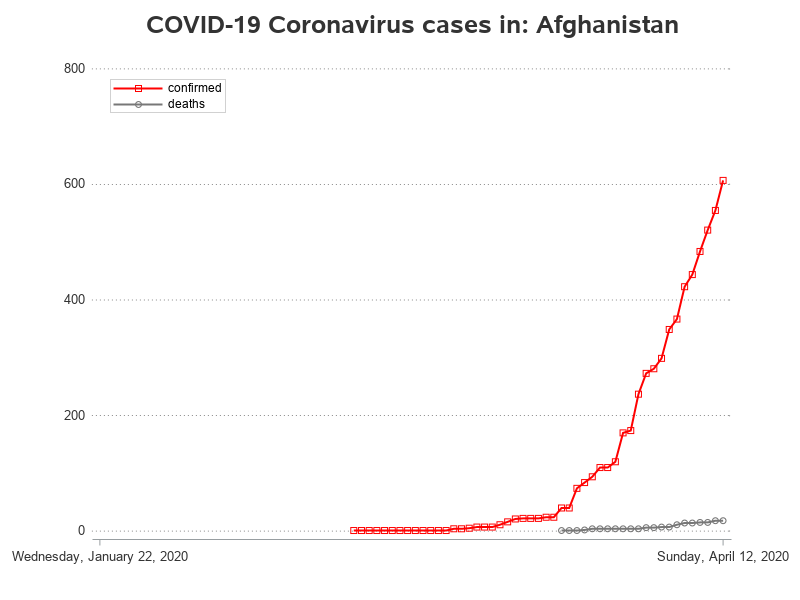 COVID-19 Coronavirus cases in: Afghanistan
800
confirmed
deaths
600
400
200
0
Wednesday, January 22, 2020 Sunday, April 12, 2020